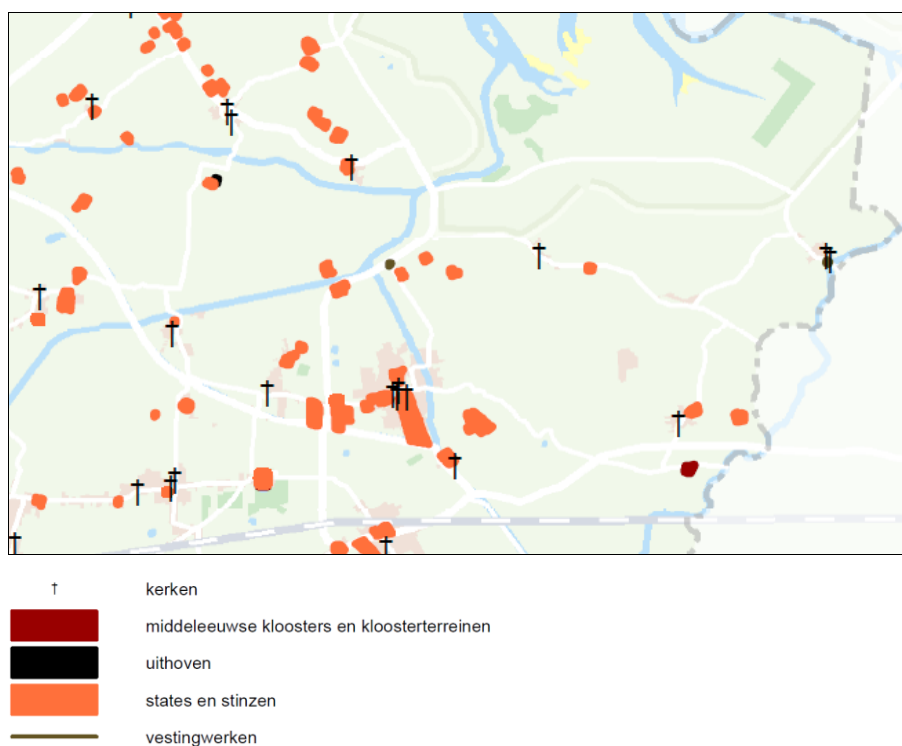 † kerken
middeleeuwse kloosters en kloosterterreinen
uithoven
states en stinzen
vestingwerken